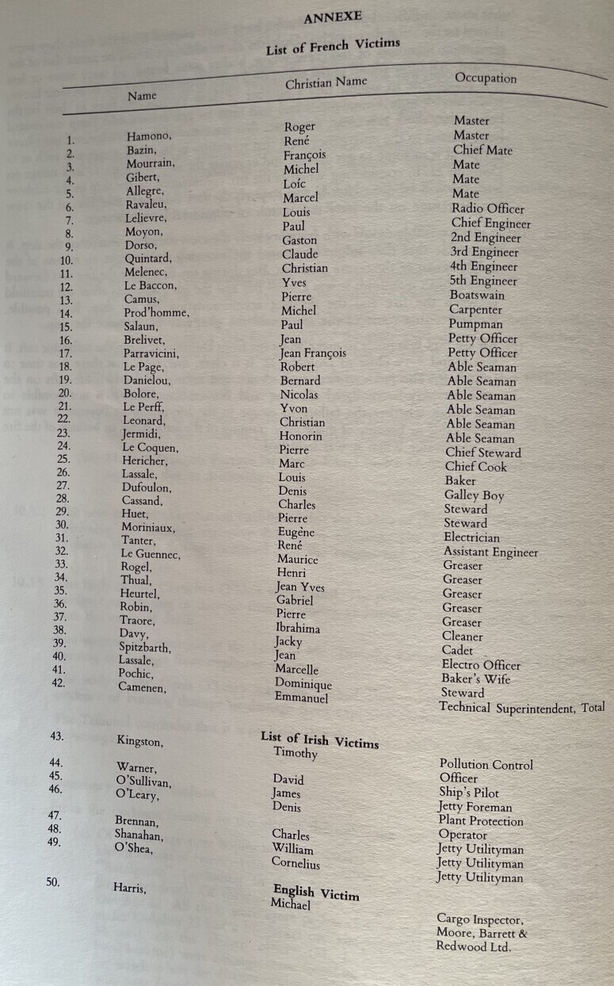 ANNEXE
List of French Victims
Name Christian Name Occupation
1. Hamono, Roger Master
2. Bazin, René Master
3. Mourrain, François Chief Mate
4. Gibert, Michel Mate
5. Allegre, Loíc Mate
6. Ravaleu, Marcel Mate
7. Lelievre, Louis Radio Officer
8. Moyon, Paul Chief Engineer
9. Dorso, Gaston 2nd Engineer
10. Quintard, Claude 3rd Engineer
11. Melenec, Christian 4th Engineer
12. Le Baccon, Yves 5th Engineer
13. Camus, Pierre Boatswain
14. Prod'homme, Michel Carpenter
15. Salaun, Paul Pumpman
16. Brelivet, Jean Petty Officer
17. Parravicini, Jean François Petty Officer
18. Le Page, Robert Able Seaman
19. Danielou, Bernard Able Seaman
20. Bolore, Nicolas Able Seaman
21. Le Perff, Yvon Able Seaman
22. Leonard, Christian Able Seaman
23. Jermidi, Honorin Able Seaman
24. Le Coquen, Pierre Chief Steward
25. Hericher, Marc Chief Cook
26. Lassale, Louis Baker
27. Dufoulon, Denis Galley Boy
28. Cassand, Charles Steward
29. Huet, Pierre Steward
30. Moriniaux, Eugène Electrician
31. Tanter, René Assistant Engineer
32. Le Guennec, Maurice Greaser
33. Rogel, Henri Greaser
34. Thual, Jean Yves Greaser
35. Heurtel, Gabriel Greaser
36. Robin, Pierre Greaser
37. Traore, Ibrahima Cleaner
38. Davy, Jacky Cadet
39. Spitzbarth, Jean Electro Officer
40. Lassale, Marcelle Baker's Wife
41. Pochic, Dominique Steward
42. Camenen, Emmanuel Technical Superintendent, Total
List of Irish Victims
43. Kingston, Timothy Pollution Control
Officer
44. Warner, David Ship's Pilot
45. O'Sullivan, James Jetty Foreman
46. O'Leary, Denis Plant Protection
Operator
47. Brennan, Charles Jetty Utilityman
48. Shanahan, William Jetty Utilityman
49. O'Shea, Cornelius Jetty Utilityman
English Victim
50. Harris, Michael Cargo Inspector,
Moore, Barrett &
Redwood Ltd.